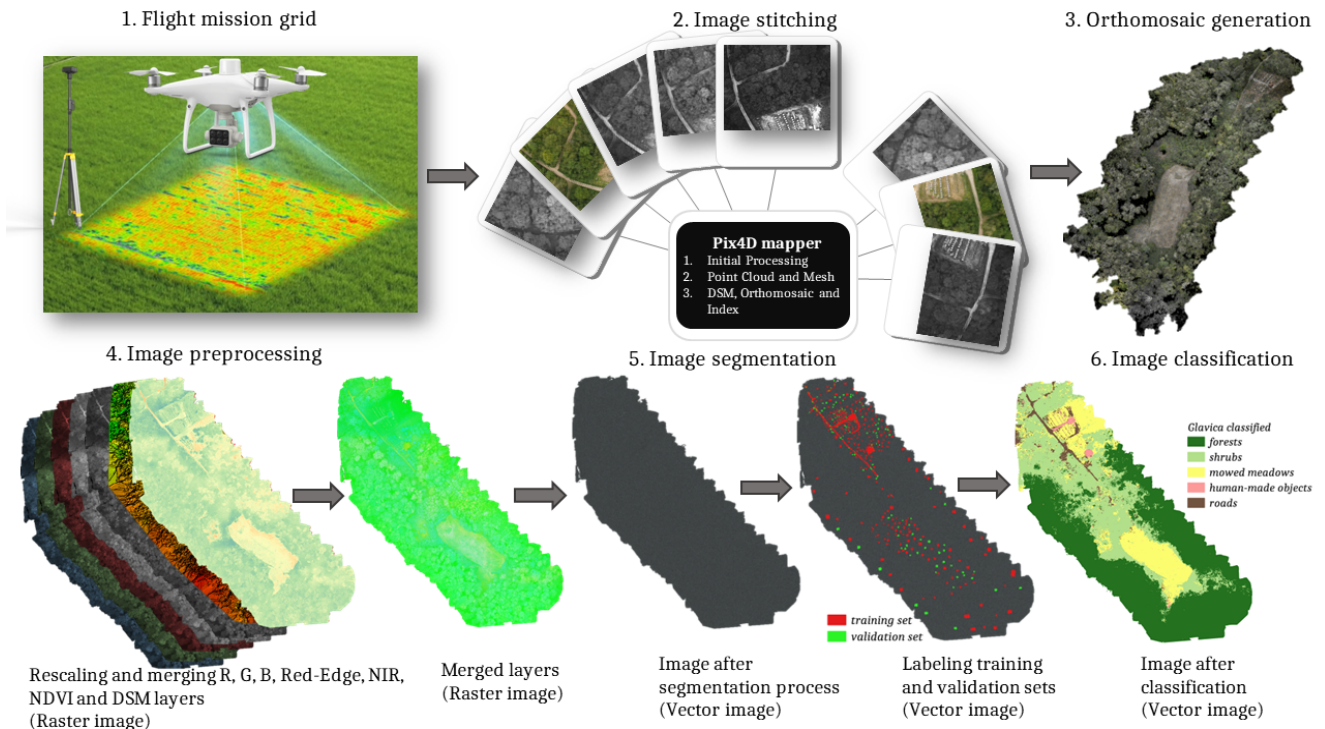 1. Flight mission grid
2. Image stitching
3. Orthomosaic generation
Pix4D mapper
1. Initial Processing
2. Point Cloud and Mesh
3. DSM, Orthomosaic and
Index
4. Image preprocessing
5. Image segmentation
6. Image classification
Glavica classified
forests
shrubs
mowed meadows
human-made objects
roads
training set
validation set
Rescaling and merging R, G, B, Red-Edge, NIR,
NDVI and DSM layers
(Raster image)
Merged layers
(Raster image)
Image after
segmentation process
(Vector image)
Labeling training
and validation sets
(Vector image)
Image after
classification
(Vector image)